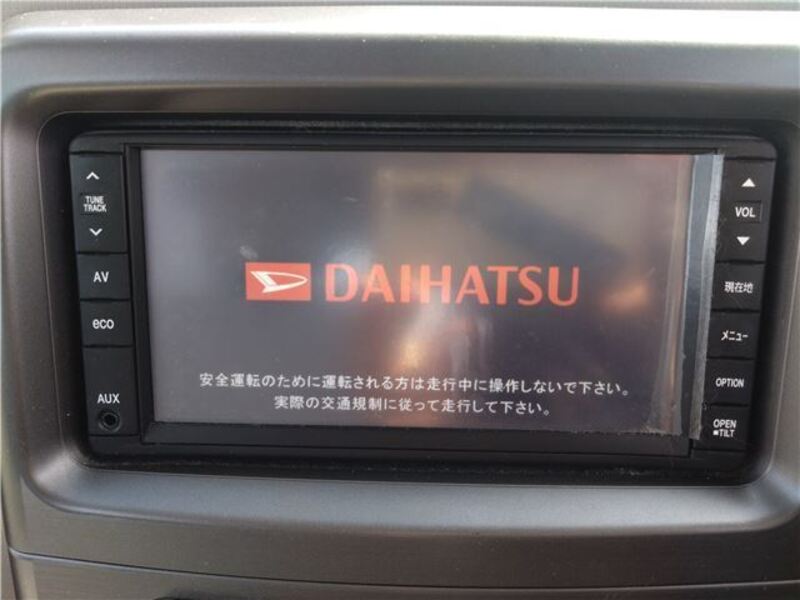 TUNE
TRACK
AV
eco
AUX
DAIHATSU
安全運転のために運転される方は走行中に操作しないで下さい。
実際の交通規制に従って走行して下さい。
VOL
現在地
メニュー
OPTION
OPEN
■TILT